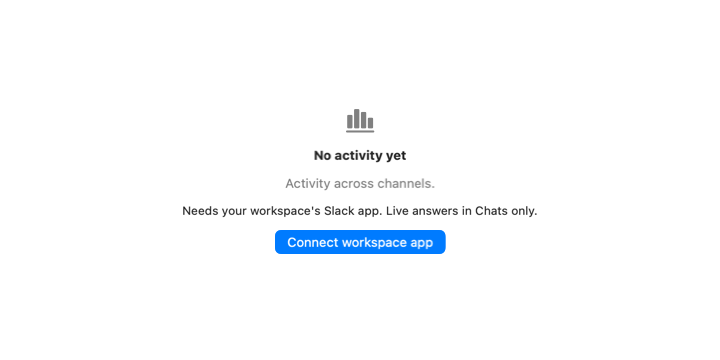 No activity yet
Activity across channels.
Needs your workspace's Slack app. Live answers in Chats only.
Connect workspace app